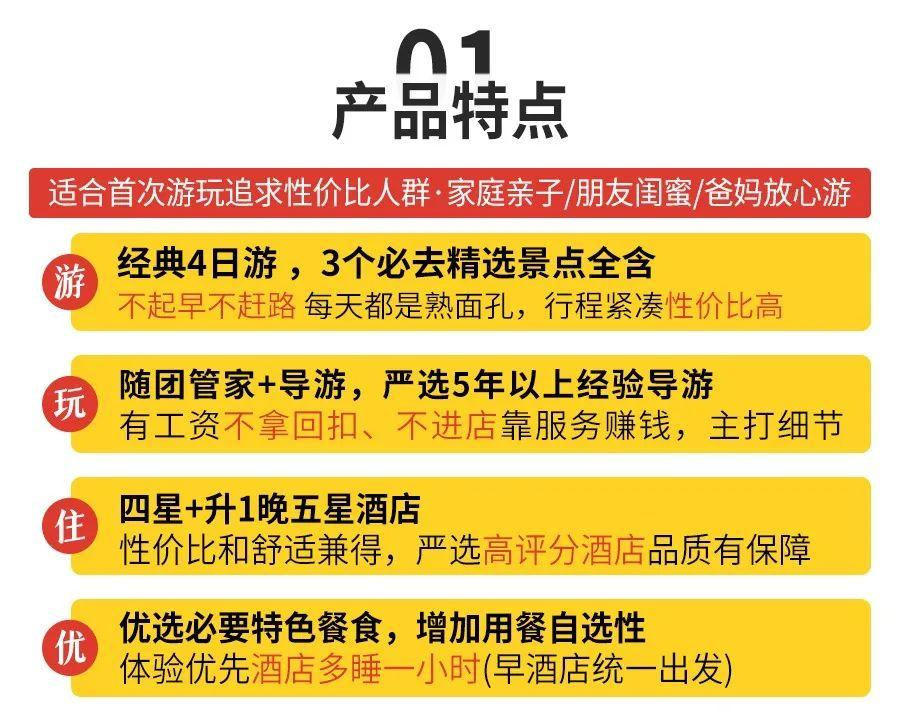 01
产品特点
适合首次游玩追求性价比人群·家庭亲子/朋友闺蜜/爸妈放心游
游
经典4日游，3个必去精选景点全含
不起早不赶路 每天都是熟面孔，行程紧凑性价比高
玩
随团管家+导游，严选5年以上经验导游
有工资不拿回扣、不进店靠服务赚钱，主打细节
住
四星+升1晚五星酒店
性价比和舒适兼得，严选高评分酒店品质有保障
优
优选必要特色餐食，增加用餐自选性
体验优先酒店多睡一小时(早酒店统一出发)